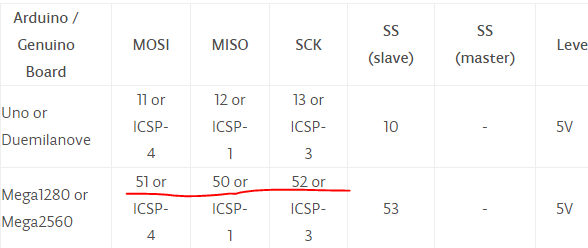 Arduino / Genuino Board MOSI MISO SCK SS (slave) SS (master) Leve
Uno or Duemilanove 11 or ICSP-4 12 or ICSP-1 13 or ICSP-3 10 - 5V
Mega1280 or Mega2560 51 or ICSP-4 50 or ICSP-1 52 or ICSP-3 53 - 5V